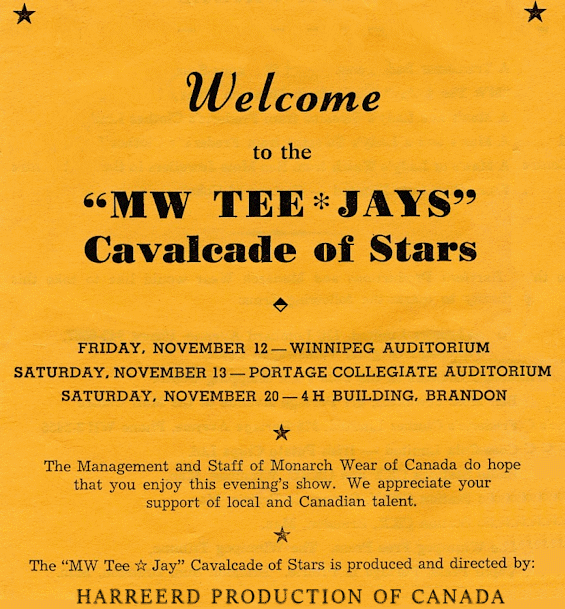 Welcome
to the
“MW TEE*JAYS”
Cavalcade of Stars
FRIDAY, NOVEMBER 12 — WINNIPEG AUDITORIUM
SATURDAY, NOVEMBER 13 — PORTAGE COLLEGIATE AUDITORIUM
SATURDAY, NOVEMBER 20 — 4 H BUILDING, BRANDON
The Management and Staff of Monarch Wear of Canada do hope
that you enjoy this evening's show. We appreciate your
support of local and Canadian talent.
The “MW Tee ☆ Jay” Cavalcade of Stars is produced and directed by:
HARREERD PRODUCTION OF CANADA